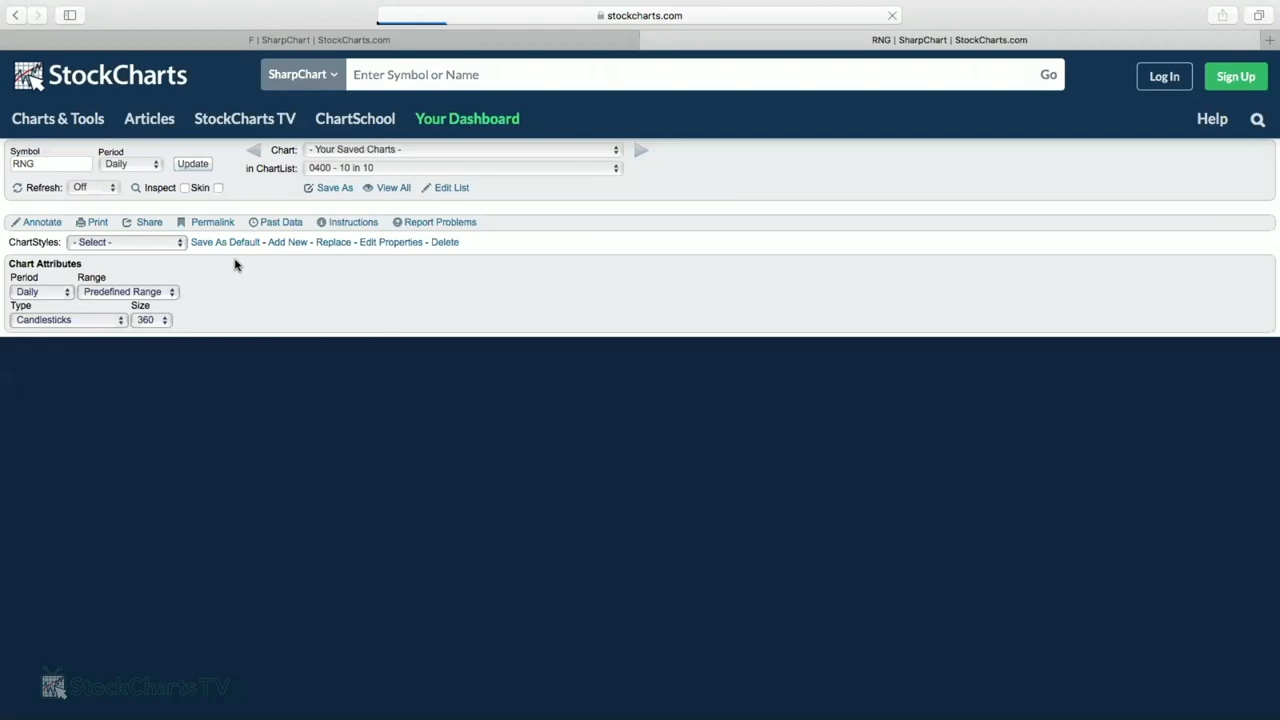 stockcharts.com
F | SharpChart | StockCharts.com
RNG | SharpChart | StockCharts.com
StockCharts
SharpChart
Enter Symbol or Name
Go
Log In
Sign Up
Charts & Tools
Articles
StockCharts TV
ChartSchool
Your Dashboard
Help
Symbol
Period
Chart:
- Your Saved Charts -
RNG
Daily
Update
in ChartList:
0400 - 10 in 10
Refresh:
Off
Inspect
Skin
Save As
View All
Edit List
Annotate
Print
Share
Permalink
Past Data
Instructions
Report Problems
ChartStyles:
- Select -
Save As Default - Add New - Replace - Edit Properties - Delete
Chart Attributes
Period
Range
Daily
Predefined Range
Type
Size
Candlesticks
360
StockCharts TV